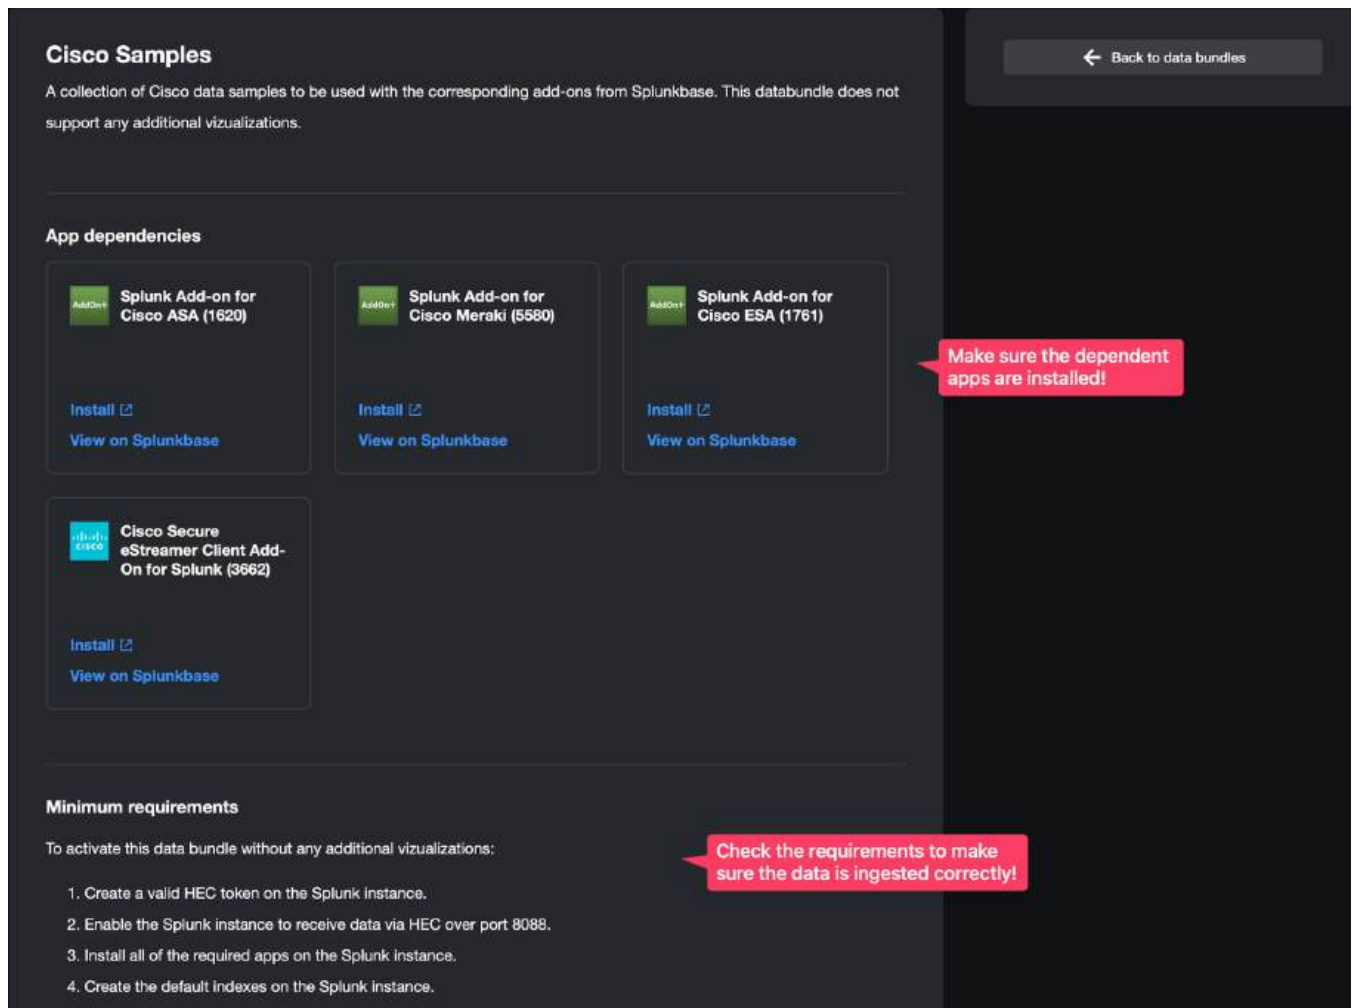 Cisco Samples
← Back to data bundles
A collection of Cisco data samples to be used with the corresponding add-ons from Splunkbase. This databundle does not
support any additional vizualizations.
App dependencies
AddOn+
Splunk Add-on for
Cisco ASA (1620)
Install
View on Splunkbase
AddOn+
Splunk Add-on for
Cisco Meraki (5580)
Install
View on Splunkbase
AddOn+
Splunk Add-on for
Cisco ESA (1761)
Install
View on Splunkbase
Make sure the dependent
apps are installed!
cisco
Cisco Secure
eStreamer Client Add-
On for Splunk (3662)
Install
View on Splunkbase
Minimum requirements
To activate this data bundle without any additional vizualizations:
Check the requirements to make
sure the data is ingested correctly!
1. Create a valid HEC token on the Splunk instance.
2. Enable the Splunk instance to receive data via HEC over port 8088.
3. Install all of the required apps on the Splunk instance.
4. Create the default indexes on the Splunk instance.